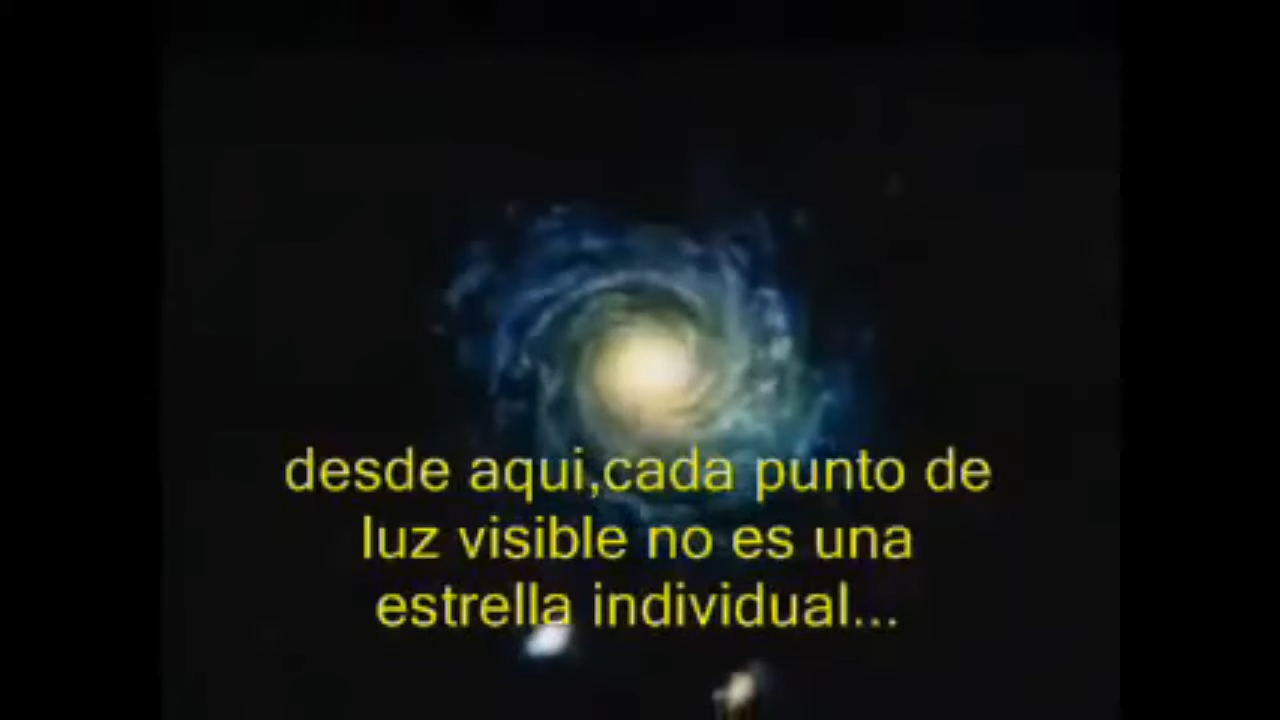 desde aqui,cada punto de
luz visible no es una
estrella individual...